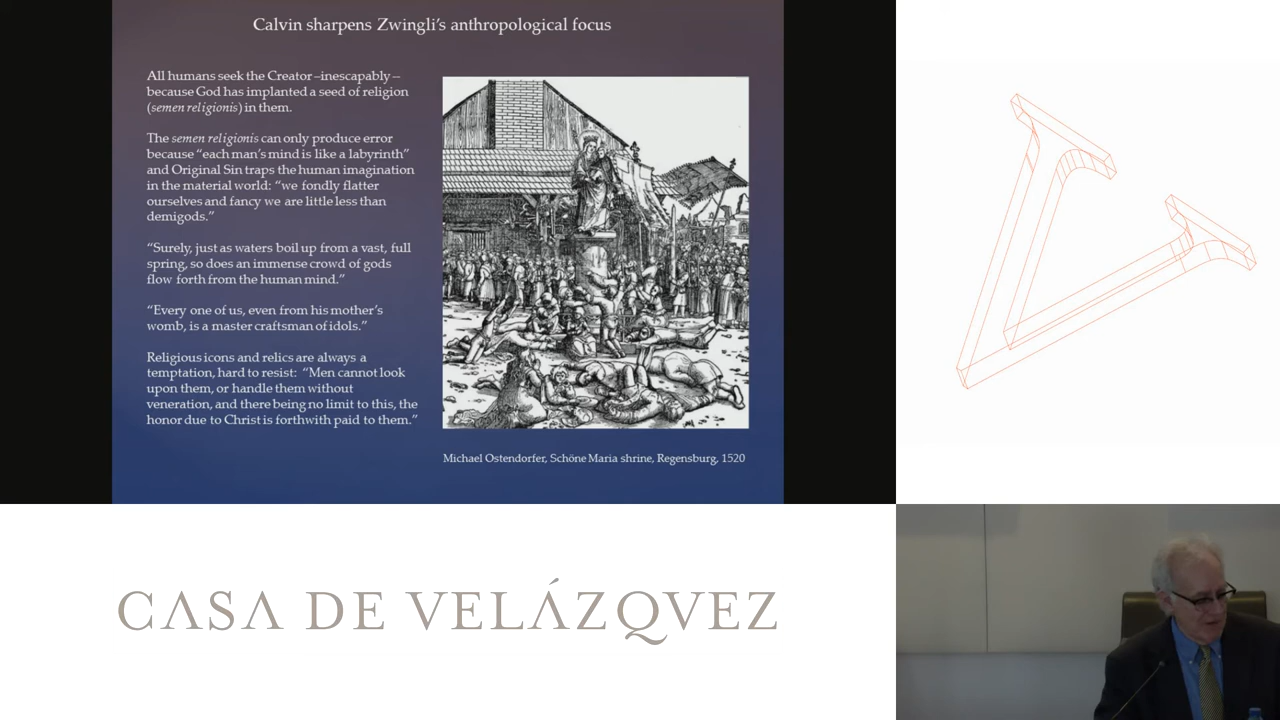 Calvin sharpens Zwingli's anthropological focus
All humans seek the Creator –inescapably –
because God has implanted a seed of religion
(semen religionis) in them.
The semen religionis can only produce error
because “each man's mind is like a labyrinth”
and Original Sin traps the human imagination
in the material world: “we fondly flatter
ourselves and fancy we are little less than
demigods.”
“Surely, just as waters boil up from a vast, full
spring, so does an immense crowd of gods
flow forth from the human mind.”
“Every one of us, even from his mother's
womb, is a master craftsman of idols.”
Religious icons and relics are always a
temptation, hard to resist: “Men cannot look
upon them, or handle them without
veneration, and there being no limit to this, the
honor due to Christ is forthwith paid to them.”
Michael Ostendorfer, Schöne Maria shrine, Regensburg, 1520
CASA DE VELÁZQVEZ